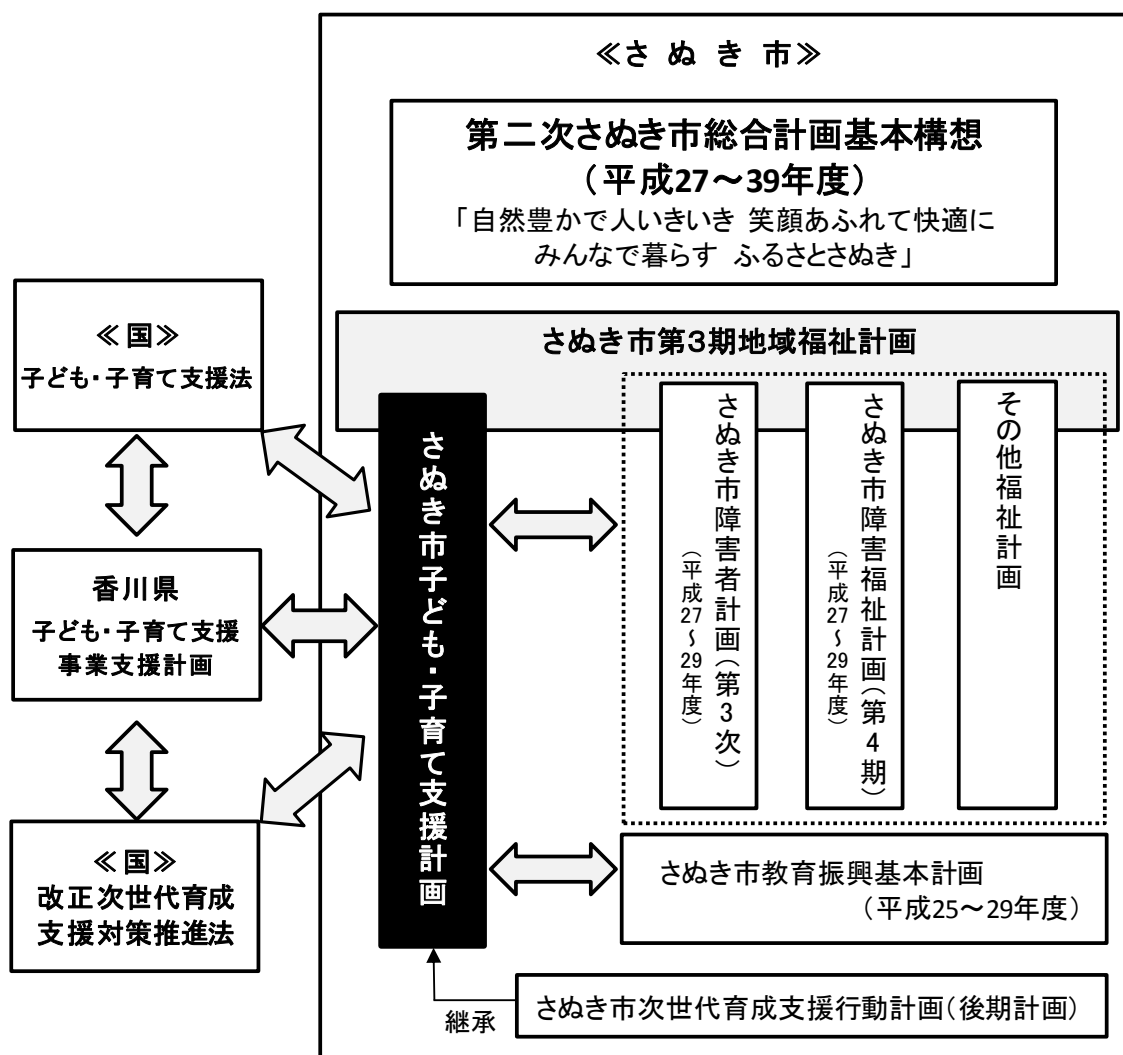 ≪さ ぬ き 市≫
第二次さぬき市総合計画基本構想
（平成27～39年度）
「自然豊かで人いきいき 笑顔あふれて快適に
みんなで暮らす ふるさとさぬき」
≪国≫
子ども・子育て支援法
香川県
子ども・子育て支援
事業支援計画
≪国≫
改正次世代育成
支援対策推進法
さぬき市第3期地域福祉計画
さぬき市子ども・子育て支援計画
さぬき市障害者計画（第3次）
（平成27～29年度）
さぬき市障害福祉計画（第4期）
（平成27～29年度）
その他福祉計画
さぬき市教育振興基本計画
（平成25～29年度）
継承
さぬき市次世代育成支援行動計画（後期計画）